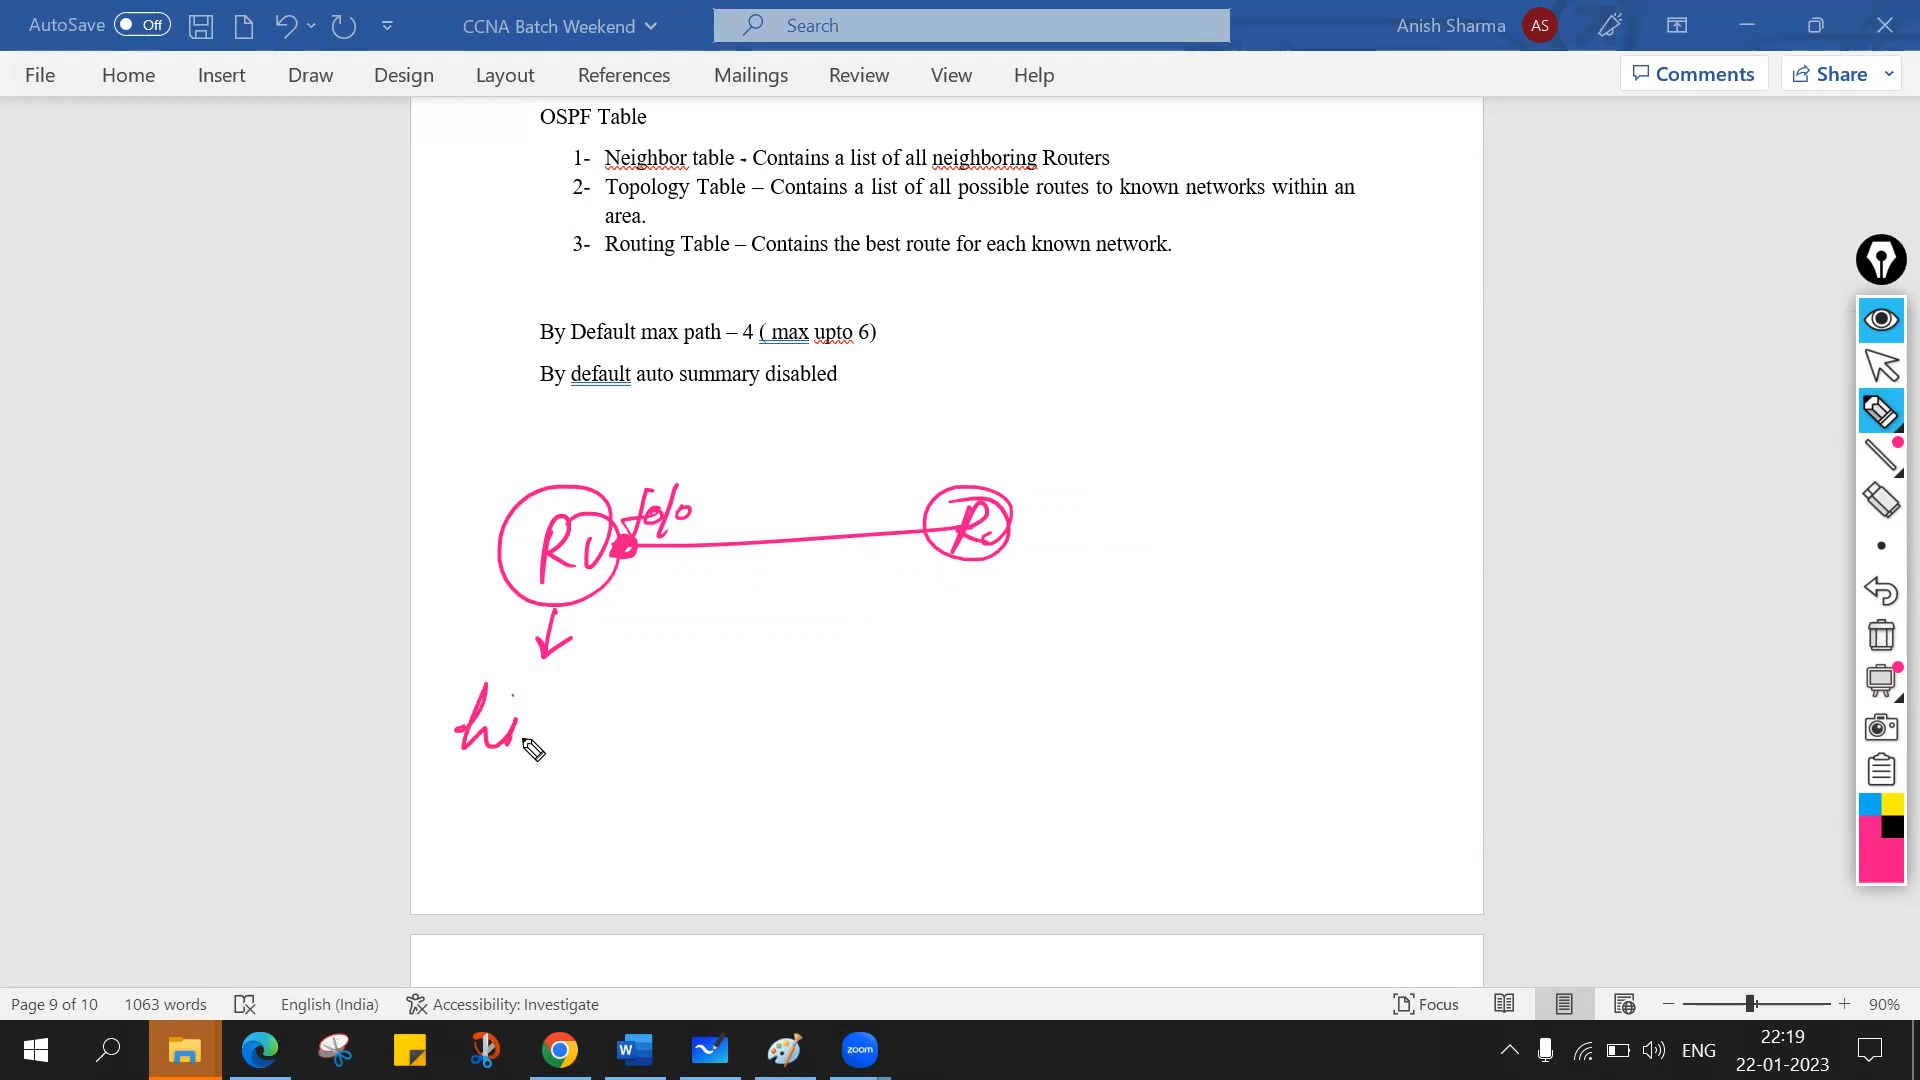 AutoSave Off CCNA Batch Weekend Search Anish Sharma AS
File Home Insert Draw Design Layout References Mailings Review View Help Comments Share
OSPF Table
1- Neighbor table - Contains a list of all neighboring Routers
2- Topology Table – Contains a list of all possible routes to known networks within an
area.
3- Routing Table – Contains the best route for each known network.
By Default max path – 4 ( max upto 6)
By default auto summary disabled
f0/0
R1
hi
Page 9 of 10 1063 words English (India) Accessibility: Investigate Focus 90%
W zoom ENG 22:19
22-01-2023